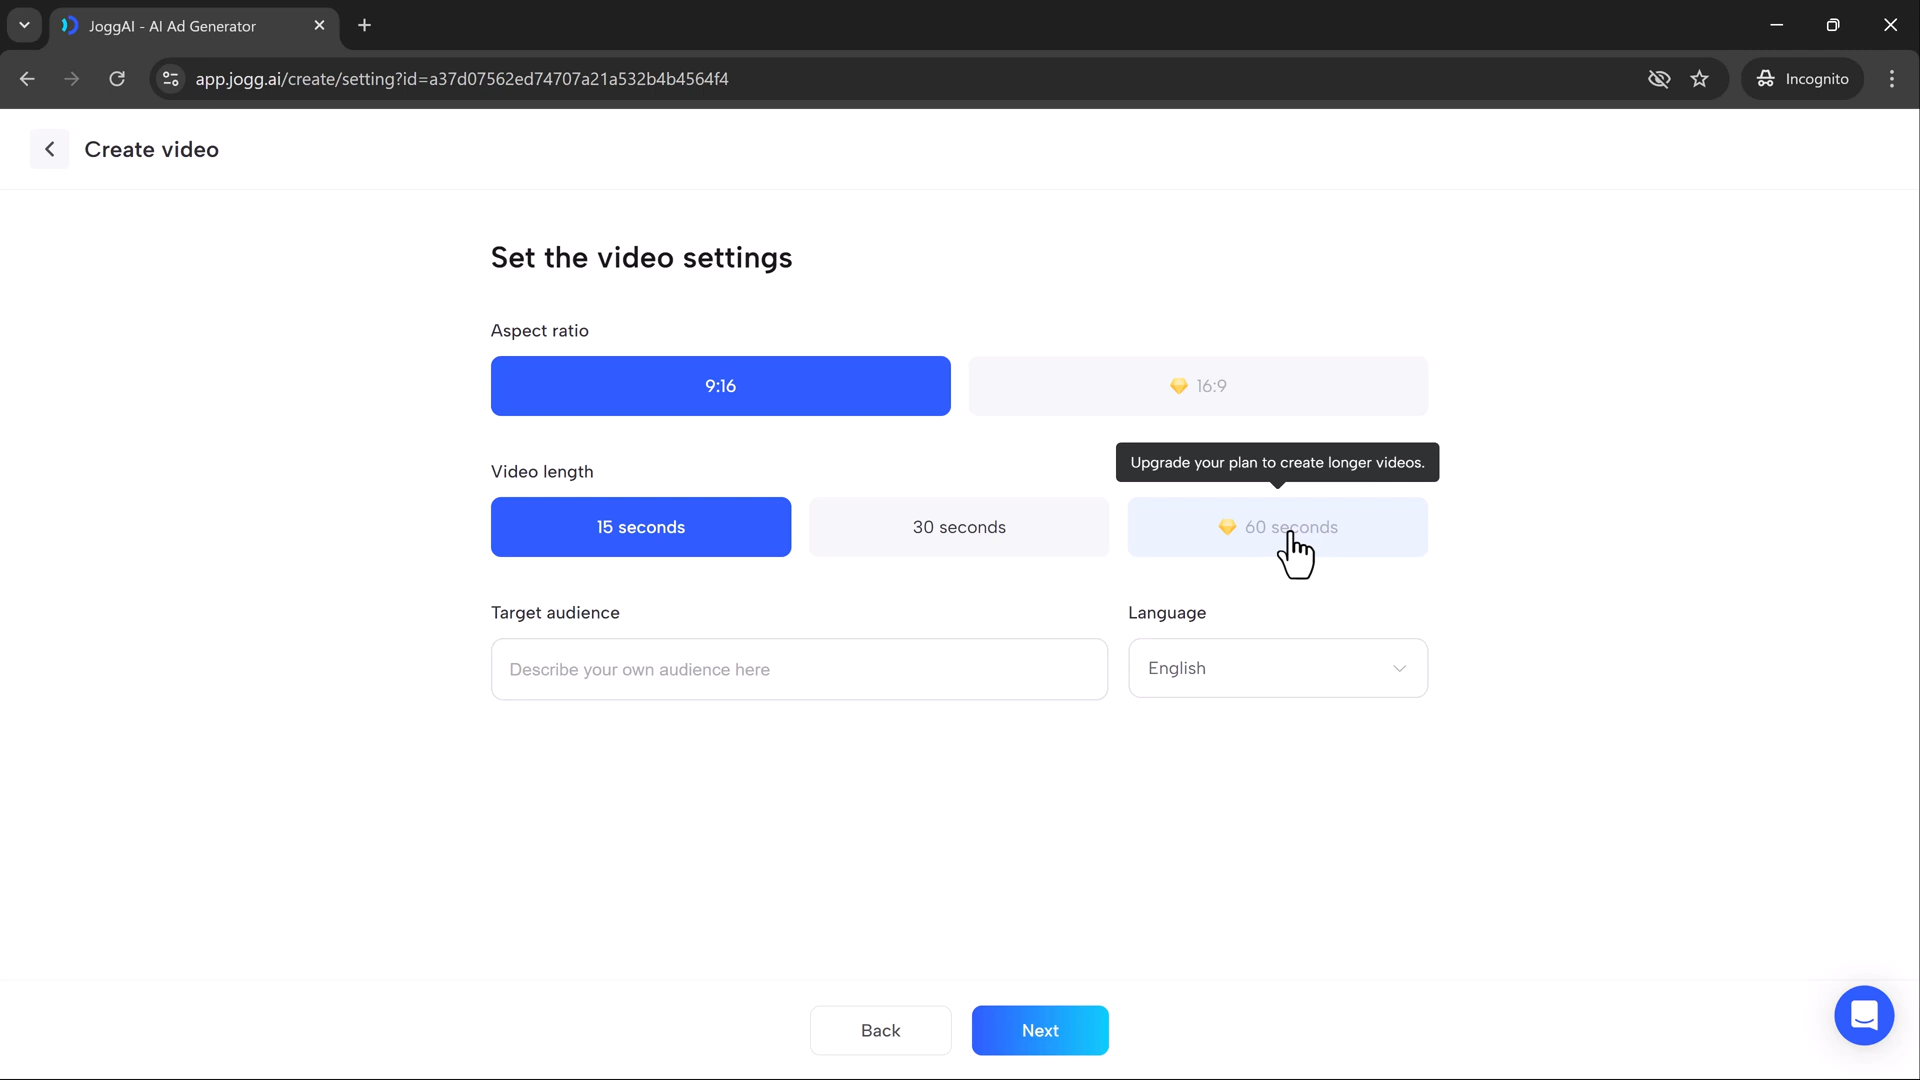 JoggAI - AI Ad Generator
app.jogg.ai/create/setting?id=a37d07562ed74707a21a532b4b4564f4
Incognito
Create video
Set the video settings
Aspect ratio
9:16
16:9
Video length
Upgrade your plan to create longer videos.
15 seconds
30 seconds
60 seconds
Target audience
Language
Describe your own audience here
English
Back
Next